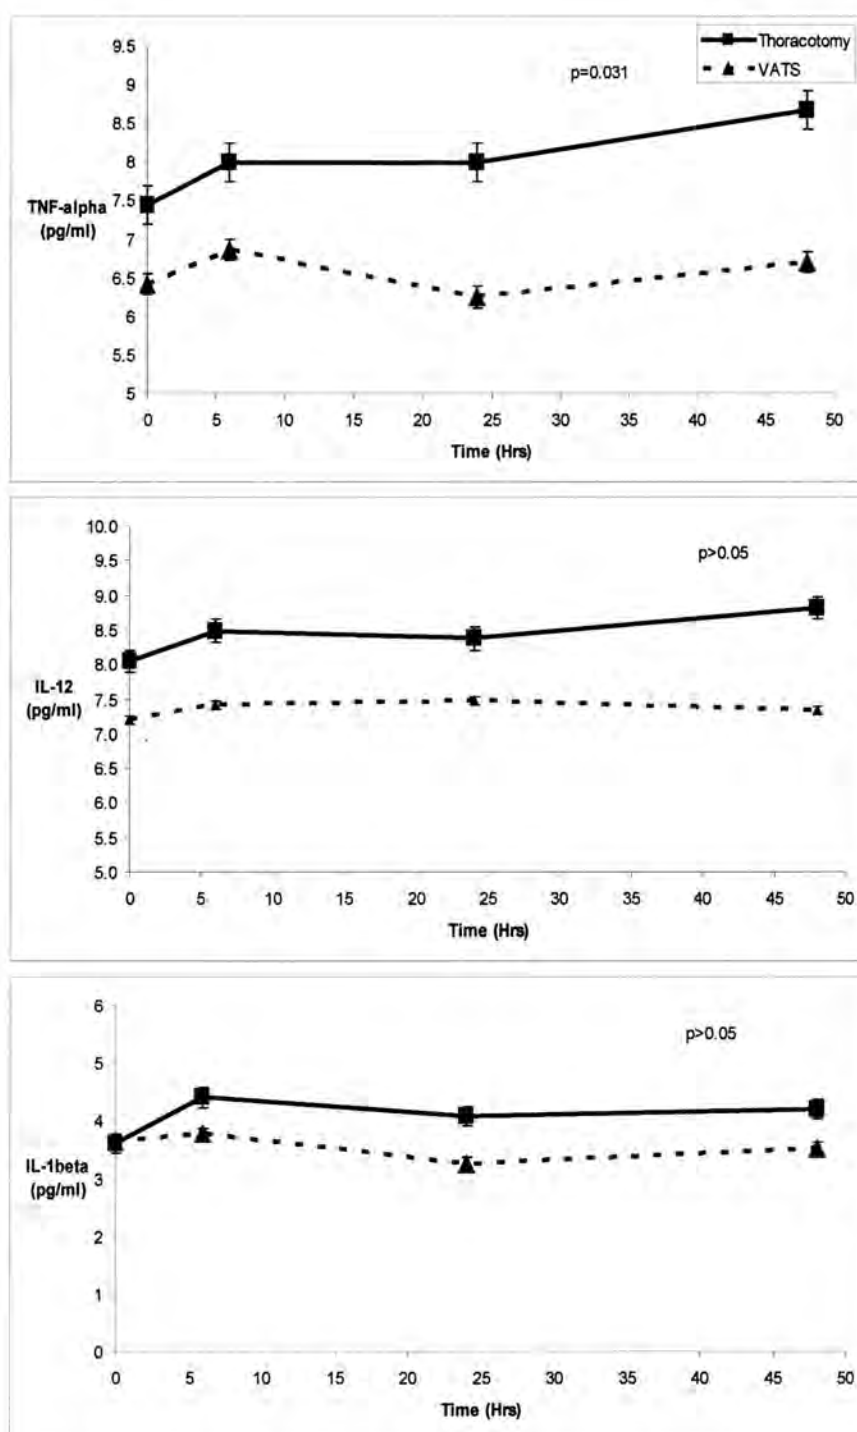 9.5
9
8.5
8
7.5
7
6.5
6
5.5
5
TNF-alpha
(pg/ml)
p=0.031
Thoracotomy
VATS
0 5 10 15 20 25 30 35 40 45 50
Time (Hrs)
10.0
9.5
9.0
8.5
8.0
7.5
7.0
6.5
6.0
5.5
5.0
IL-12
(pg/ml)
p>0.05
0 5 10 15 20 25 30 35 40 45 50
Time (Hrs)
6
5
4
3
2
1
0
IL-1beta
(pg/ml)
p>0.05
0 5 10 15 20 25 30 35 40 45 50
Time (Hrs)